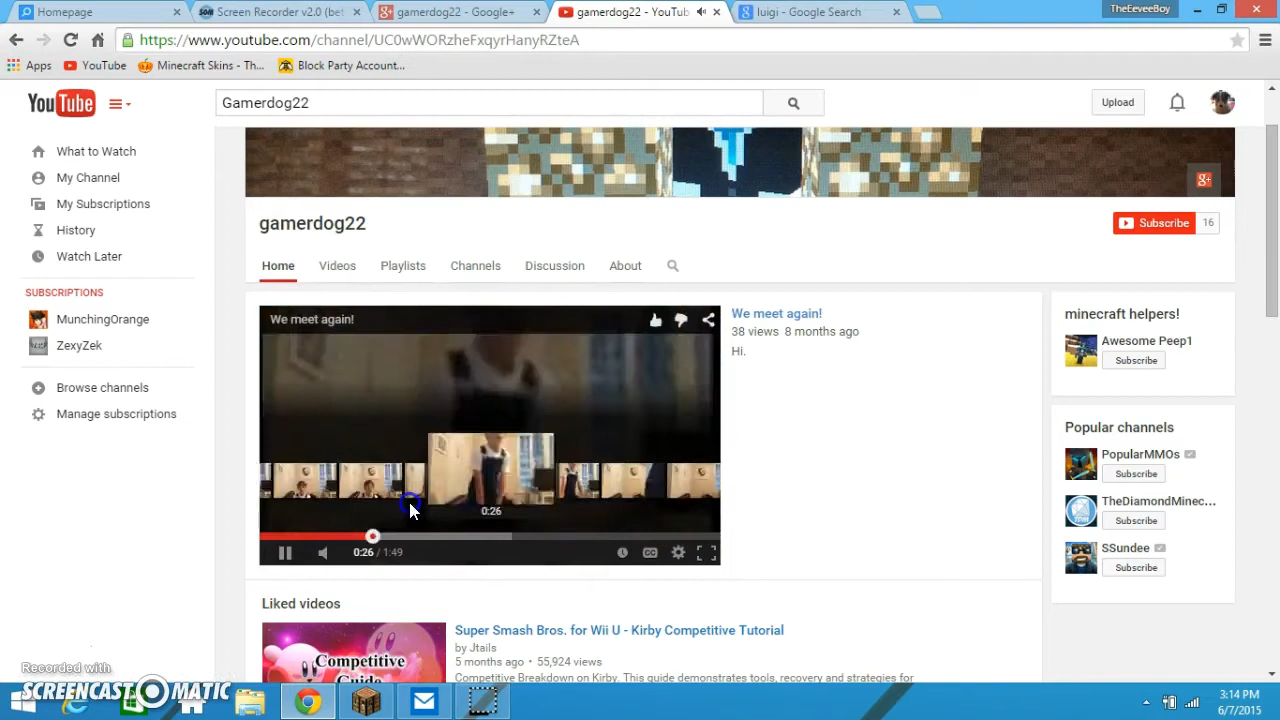 Homepage
Screen Recorder v2.0 (bet
gamerdog22 - Google+
gamerdog22 - YouTub
luigi - Google Search
TheEeveeBoy
https://www.youtube.com/channel/UC0wWORzheFxqyrHanyRZteA
Apps
YouTube
Minecraft Skins - Th...
Block Party Account...
YouTube
Gamerdog22
Upload
What to Watch
My Channel
My Subscriptions
History
Watch Later
SUBSCRIPTIONS
MunchingOrange
ZexyZek
Browse channels
Manage subscriptions
gamerdog22
Subscribe 16
Home Videos Playlists Channels Discussion About
We meet again!
0:26
0:26 / 1:49
CC
We meet again!
38 views 8 months ago
Hi.
Liked videos
Competitive
Guide
Super Smash Bros. for Wii U - Kirby Competitive Tutorial
by Jtails
5 months ago • 55,924 views
Competitive Breakdown on Kirby. This guide demonstrates tools, recovery and strategies for
minecraft helpers!
Awesome Peep1
Subscribe
Popular channels
PopularMMOs
Subscribe
TheDiamondMinec...
Subscribe
SSundee
Subscribe
Recorded with
SCREENCAST-O-MATIC
3:14 PM
6/7/2015